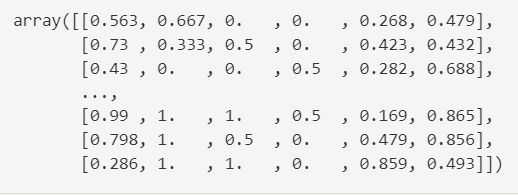 array([[0.563, 0.667, 0.   , 0.   , 0.268, 0.479],
       [0.73 , 0.333, 0.5  , 0.   , 0.423, 0.432],
       [0.43 , 0.   , 0.   , 0.5  , 0.282, 0.688],
       ...,
       [0.99 , 1.   , 1.   , 0.5  , 0.169, 0.865],
       [0.798, 1.   , 0.5  , 0.   , 0.479, 0.856],
       [0.286, 1.   , 1.   , 0.   , 0.859, 0.493]])